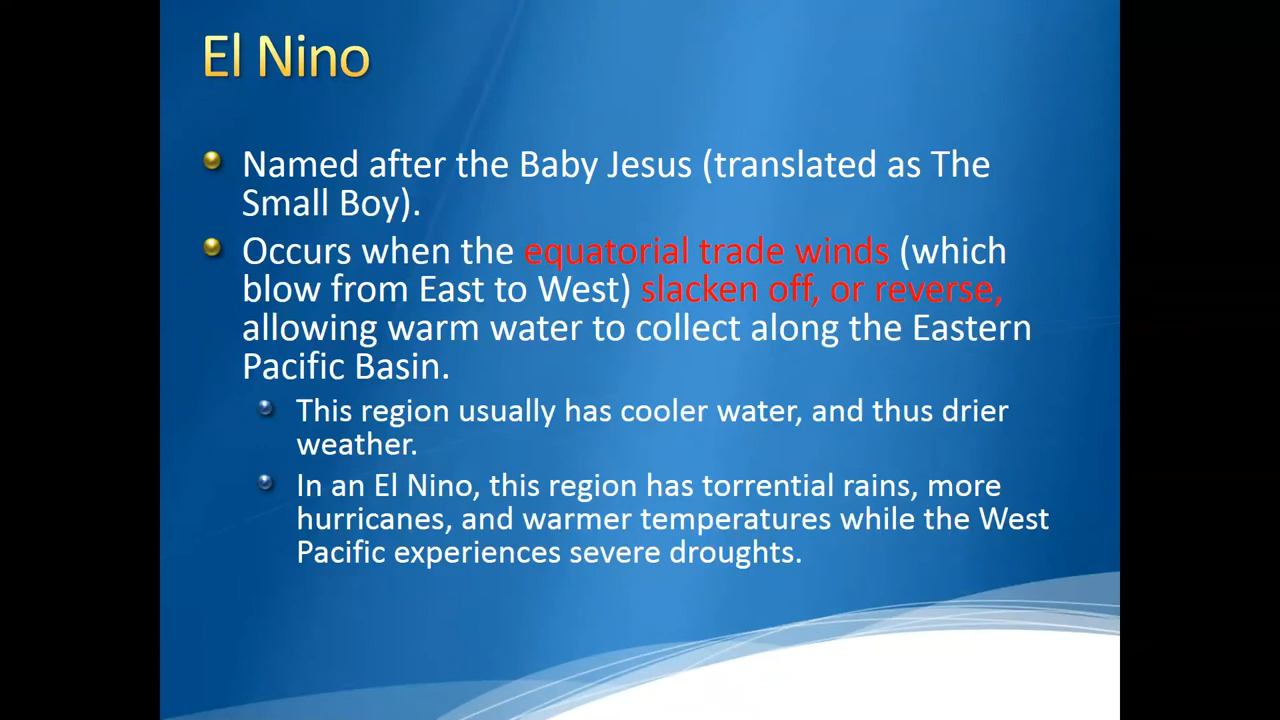 El Nino
Named after the Baby Jesus (translated as The
Small Boy).
Occurs when the equatorial trade winds (which
blow from East to West) slacken off, or reverse,
allowing warm water to collect along the Eastern
Pacific Basin.
This region usually has cooler water, and thus drier
weather.
In an El Nino, this region has torrential rains, more
hurricanes, and warmer temperatures while the West
Pacific experiences severe droughts.